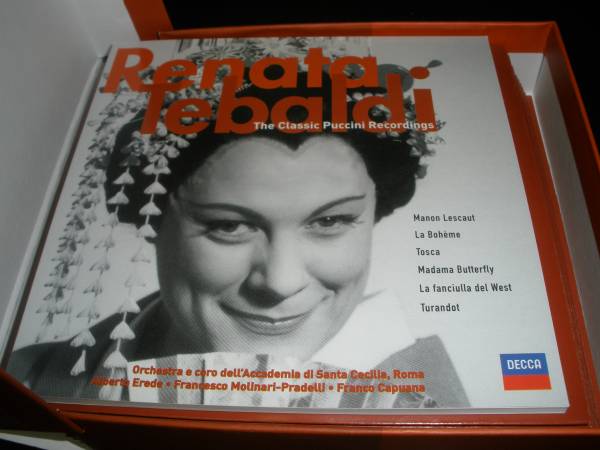 Renata
Tebaldi
The Classic Puccini Recordings
Manon Lescaut
La Bohème
Tosca
Madama Butterfly
La fanciulla del West
Turandot
Orchestra e coro dell'Accademia di Santa Cecilia, Roma
Alberto Erede • Francesco Molinari-Pradelli • Franco Capuana
DECCA